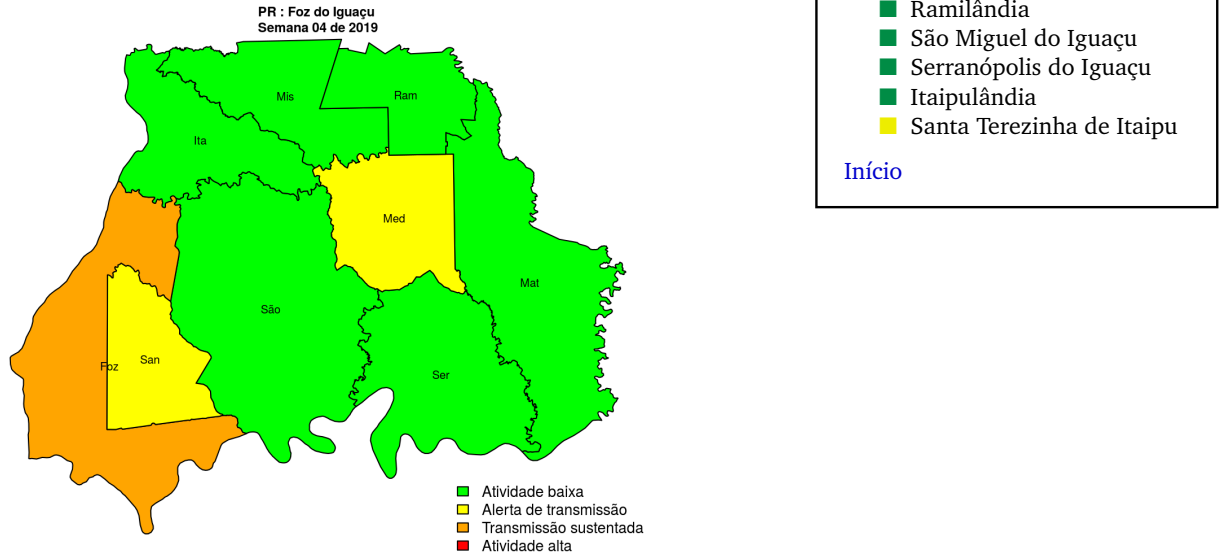 PR : Foz do Iguaçu
Semana 04 de 2019
Mis
Ram
Ita
Med
Mat
São
San
Foz
Ser
Atividade baixa
Alerta de transmissão
Transmissão sustentada
Atividade alta
Ramilândia
São Miguel do Iguaçu
Serranópolis do Iguaçu
Itaipulândia
Santa Terezinha de Itaipu
Início